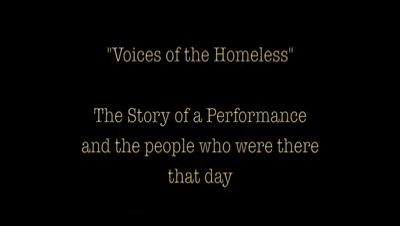 "Voices of the Homeless"
The Story of a Performance
and the people who were there
that day